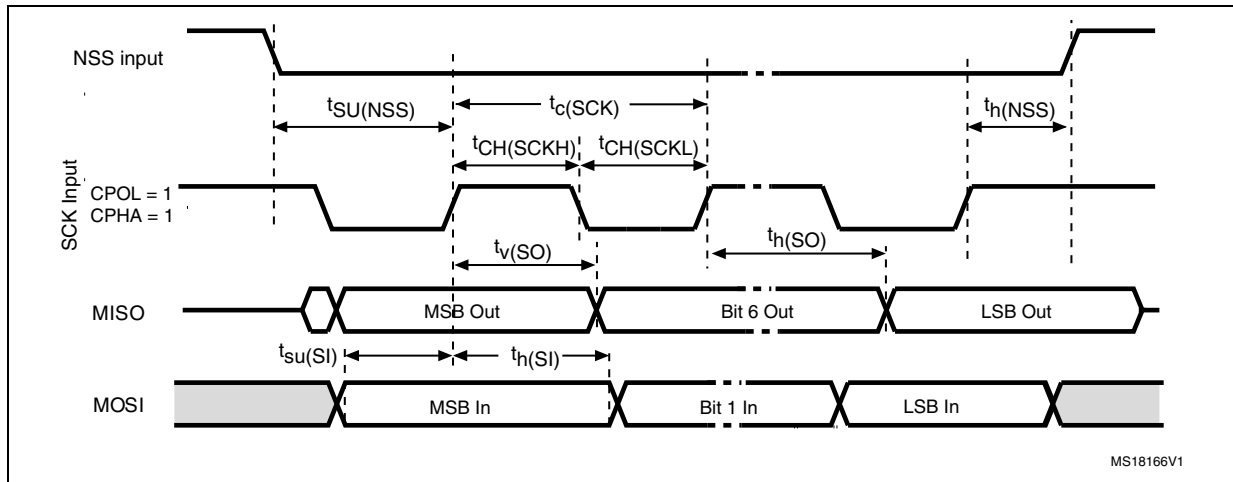 NSS input
tSU(NSS)
tc(SCK)
th(NSS)
tCH(SCKH)
tCH(SCKL)
SCK Input
CPOL = 1
CPHA = 1
tv(SO)
th(SO)
MISO
MSB Out
Bit 6 Out
LSB Out
tsu(SI)
th(SI)
MOSI
MSB In
Bit 1 In
LSB In
MS18166V1